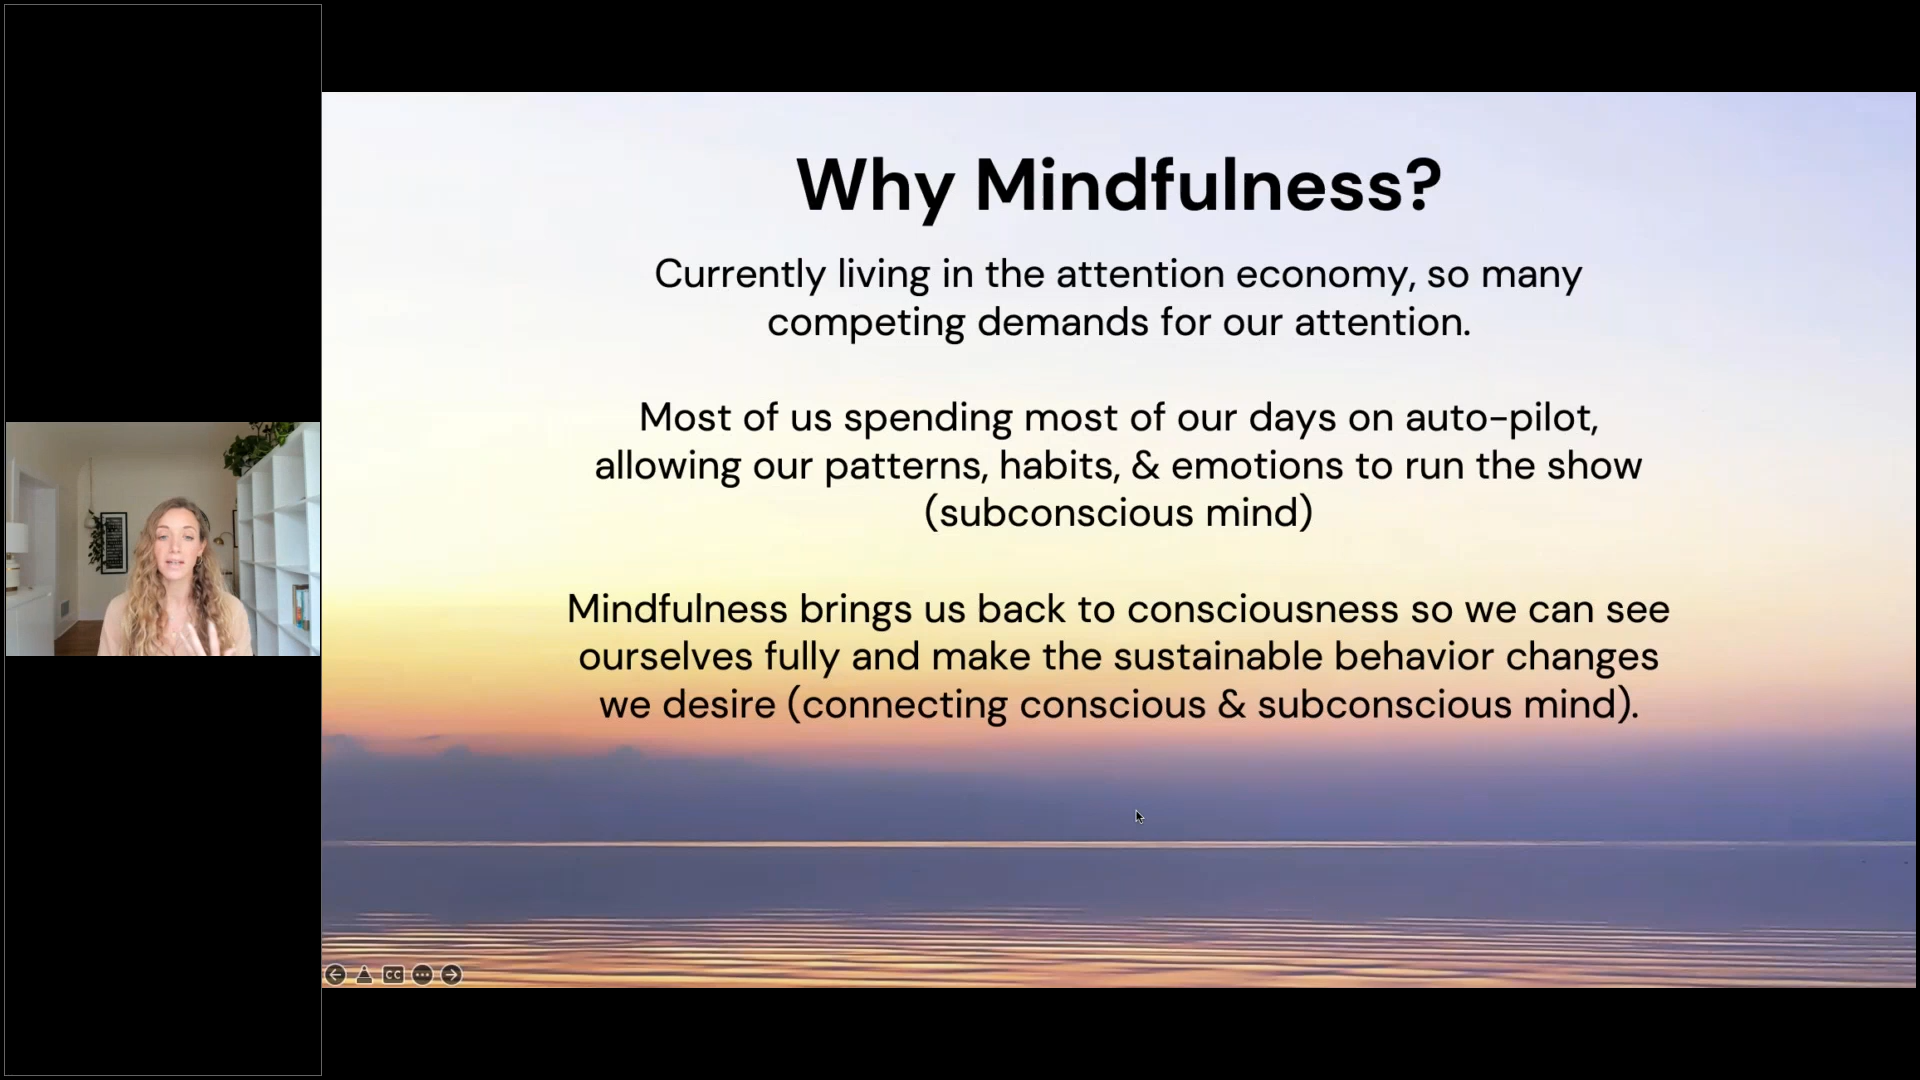 Why Mindfulness?
Currently living in the attention economy, so many
competing demands for our attention.
Most of us spending most of our days on auto-pilot,
allowing our patterns, habits, & emotions to run the show
(subconscious mind)
Mindfulness brings us back to consciousness so we can see
ourselves fully and make the sustainable behavior changes
we desire (connecting conscious & subconscious mind).
CC